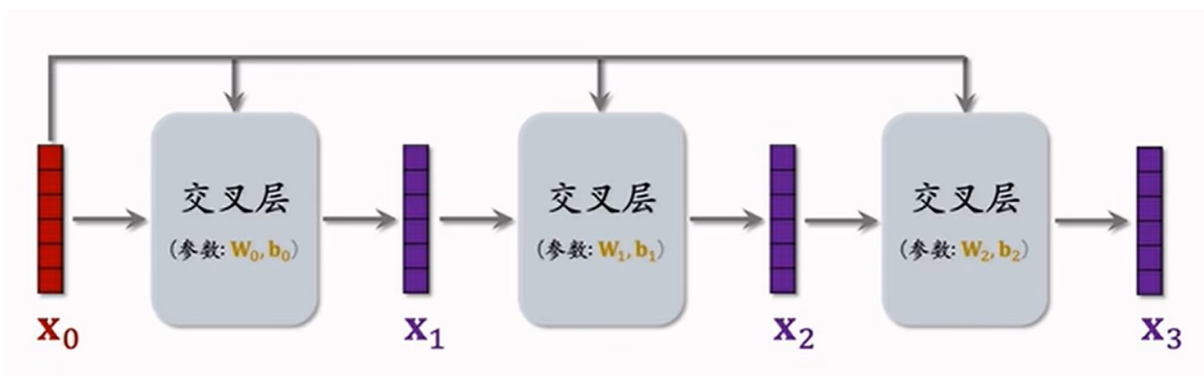 交叉层
(参数: W₀, b₀)
交叉层
(参数: W₁, b₁)
交叉层
(参数: W₂, b₂)
x₀
x₁
x₂
x₃